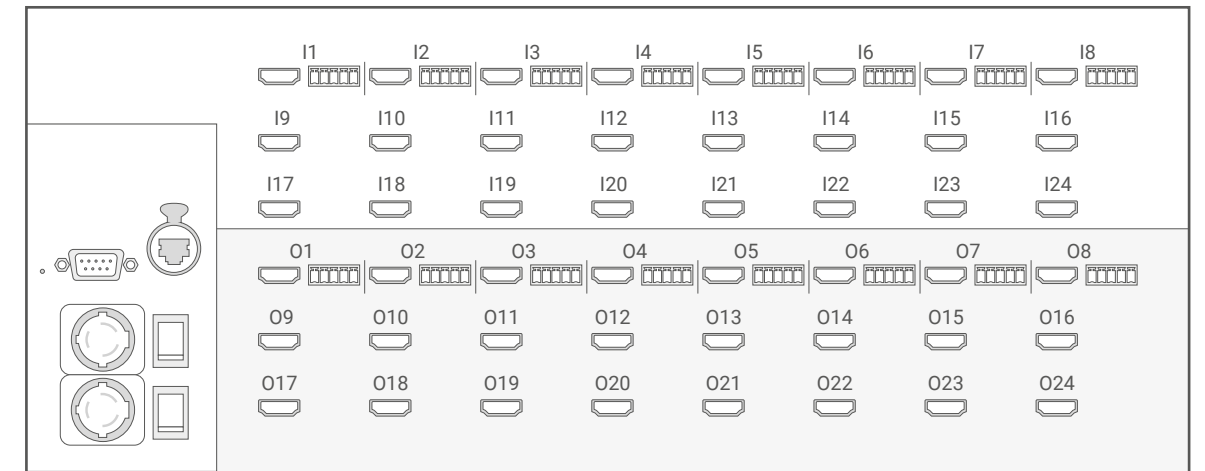 I1 I2 I3 I4 I5 I6 I7 I8
I9 I10 I11 I12 I13 I14 I15 I16
I17 I18 I19 I20 I21 I22 I23 I24
O1 O2 O3 O4 O5 O6 O7 O8
O9 O10 O11 O12 O13 O14 O15 O16
O17 O18 O19 O20 O21 O22 O23 O24